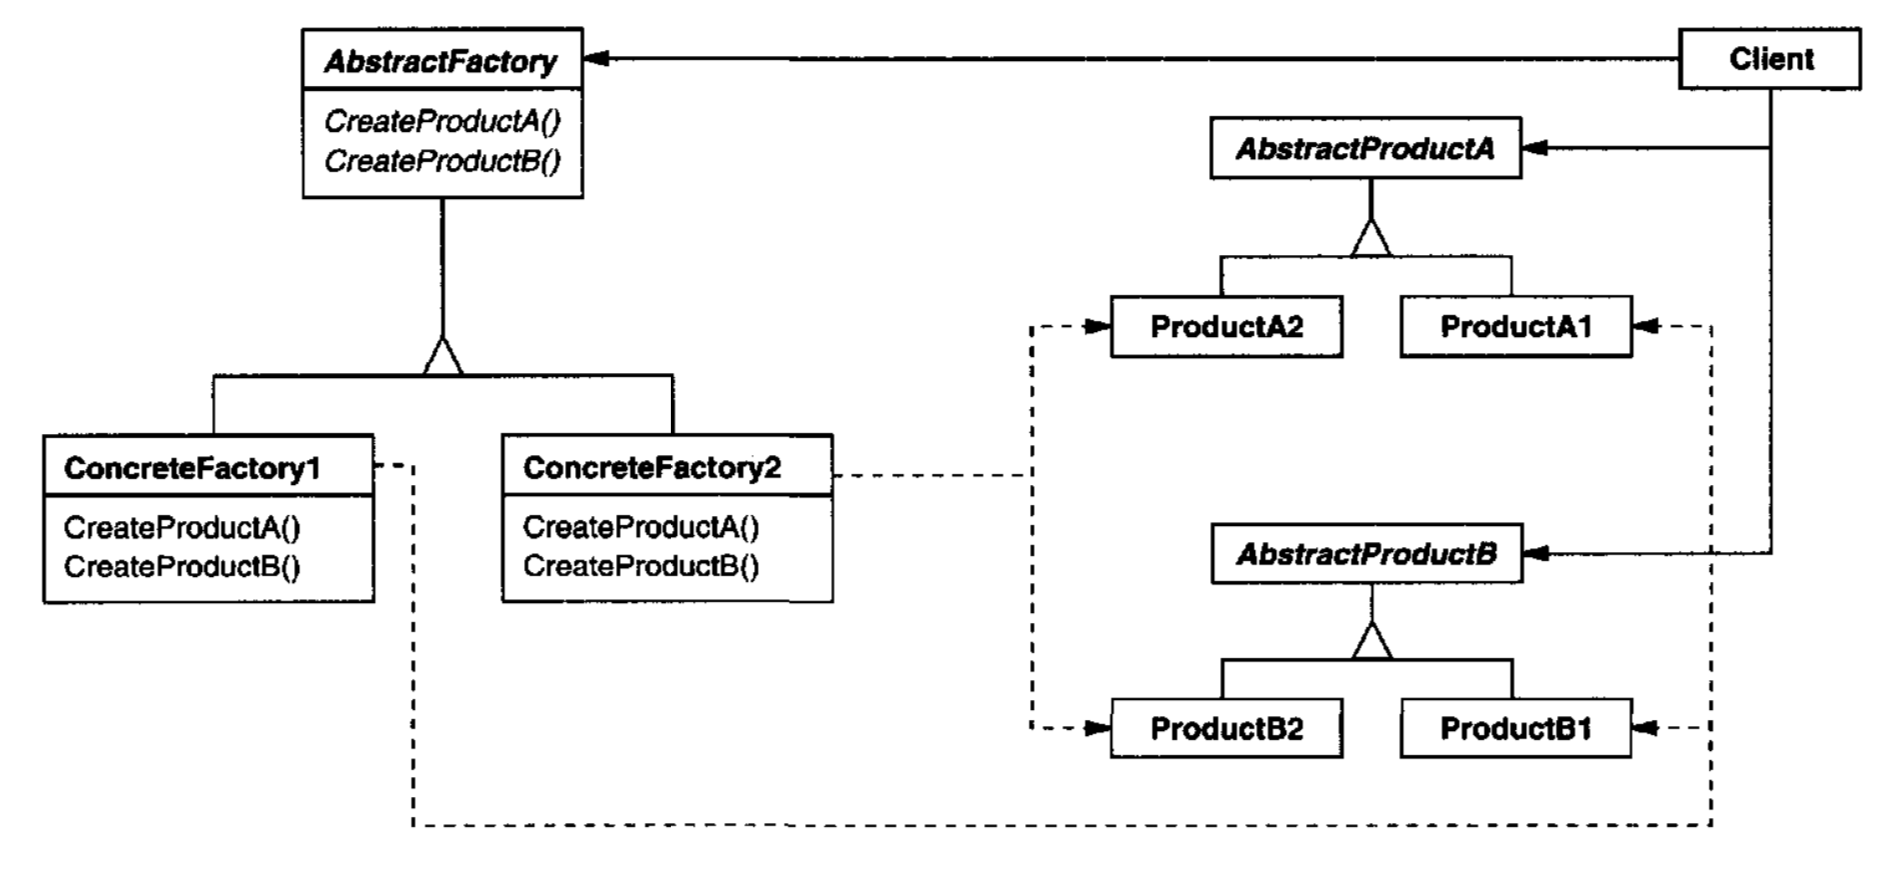 AbstractFactory
CreateProductA()
CreateProductB()
Client
AbstractProductA
ProductA2
ProductA1
ConcreteFactory1
CreateProductA()
CreateProductB()
ConcreteFactory2
CreateProductA()
CreateProductB()
AbstractProductB
ProductB2
ProductB1